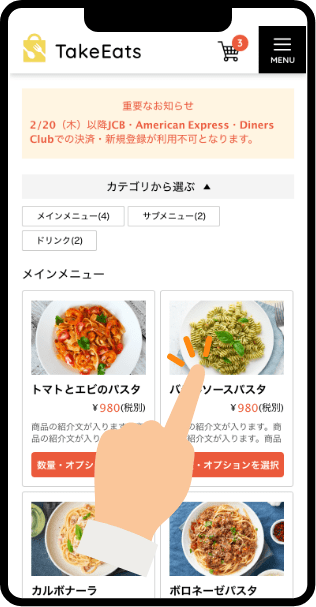 TakeEats
3
MENU
重要なお知らせ
2/20（木）以降JCB・American Express・Diners
Clubでの決済・新規登録が利用不可となります。
カテゴリから選ぶ ▲
メインメニュー(4)
サブメニュー(2)
ドリンク(2)
メインメニュー
トマトとエビのパスタ
¥980(税別)
商品の紹介文が入ります。商
品の紹介文が入り
数量・オプシ
バ ソースパスタ
¥980(税別)
の紹介文が入ります。商
紹介文が入ります。商品
・オプションを選択
カルボナーラ
ボロネーゼパスタ